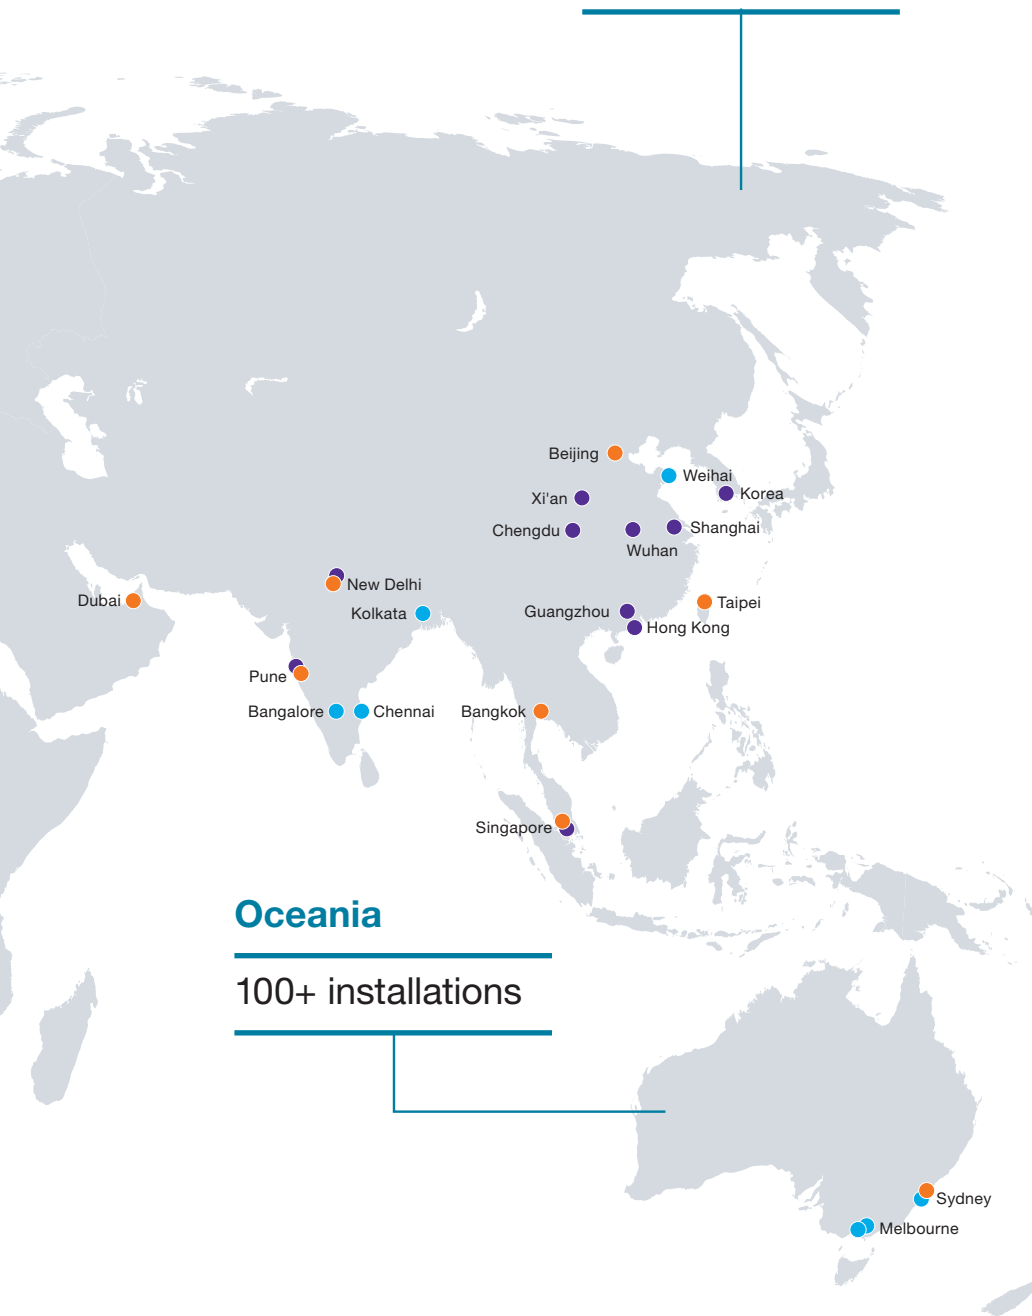 Beijing
Weihai
Xi'an
Korea
Chengdu
Shanghai
Wuhan
New Delhi
Dubai
Kolkata
Guangzhou
Taipei
Hong Kong
Pune
Bangalore
Chennai
Bangkok
Singapore
Oceania
100+ installations
Sydney
Melbourne